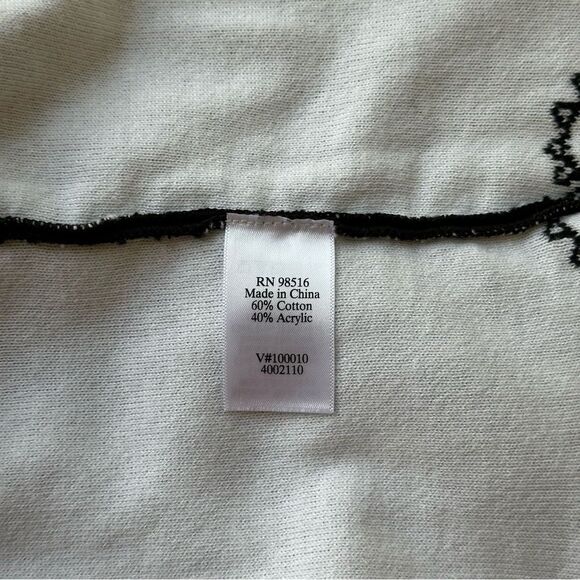 RN 98516
Made in China
60% Cotton
40% Acrylic
V#100010
4002110